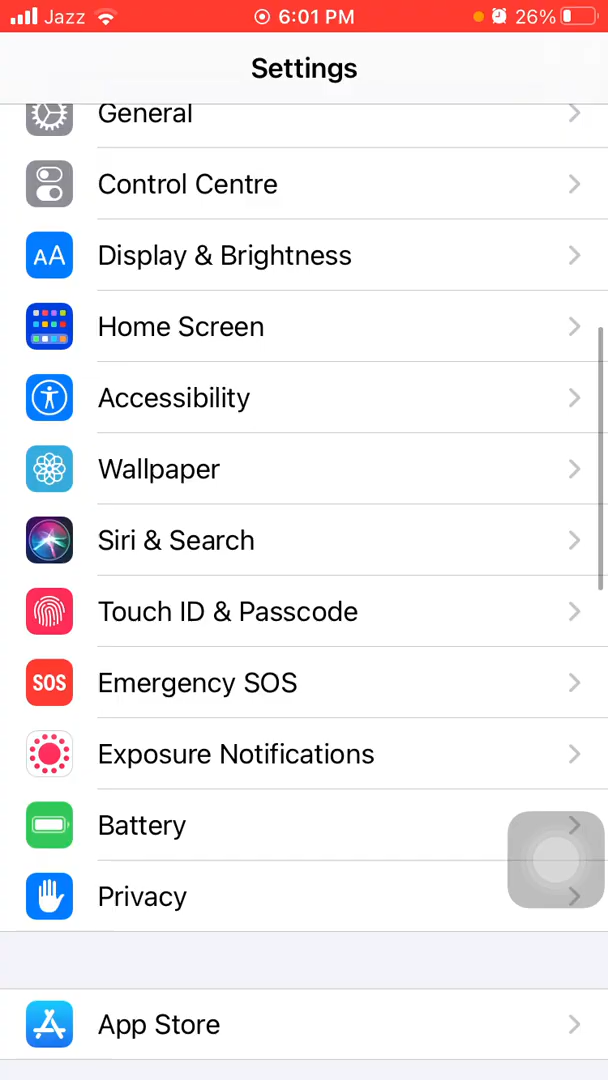 Jazz 6:01 PM 26%
Settings
General
Control Centre
AA Display & Brightness
Home Screen
Accessibility
Wallpaper
Siri & Search
Touch ID & Passcode
SOS Emergency SOS
Exposure Notifications
Battery
Privacy
App Store